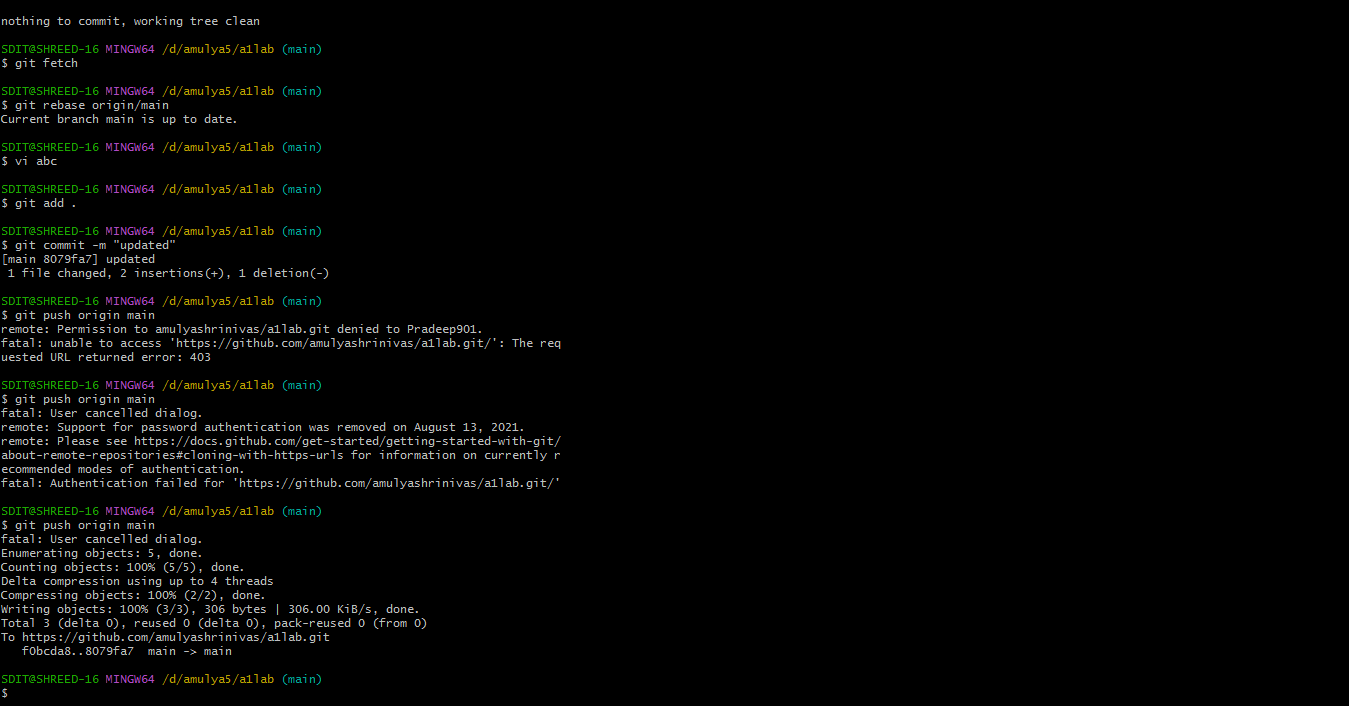 nothing to commit, working tree clean
SDIT@SHREED-16 MINGW64 /d/amulya5/a1lab (main)
$ git fetch
SDIT@SHREED-16 MINGW64 /d/amulya5/a1lab (main)
$ git rebase origin/main
Current branch main is up to date.
SDIT@SHREED-16 MINGW64 /d/amulya5/a1lab (main)
$ vi abc
SDIT@SHREED-16 MINGW64 /d/amulya5/a1lab (main)
$ git add .
SDIT@SHREED-16 MINGW64 /d/amulya5/a1lab (main)
$ git commit -m "updated"
[main 8079fa7] updated
 1 file changed, 2 insertions(+), 1 deletion(-)
SDIT@SHREED-16 MINGW64 /d/amulya5/a1lab (main)
$ git push origin main
remote: Permission to amulyashrinivas/a1lab.git denied to Pradeep901.
fatal: unable to access 'https://github.com/amulyashrinivas/a1lab.git/': The req
uested URL returned error: 403
SDIT@SHREED-16 MINGW64 /d/amulya5/a1lab (main)
$ git push origin main
fatal: User cancelled dialog.
remote: Support for password authentication was removed on August 13, 2021.
remote: Please see https://docs.github.com/get-started/getting-started-with-git/
about-remote-repositories#cloning-with-https-urls for information on currently r
ecommended modes of authentication.
fatal: Authentication failed for 'https://github.com/amulyashrinivas/a1lab.git/'
SDIT@SHREED-16 MINGW64 /d/amulya5/a1lab (main)
$ git push origin main
fatal: User cancelled dialog.
Enumerating objects: 5, done.
Counting objects: 100% (5/5), done.
Delta compression using up to 4 threads
Compressing objects: 100% (2/2), done.
Writing objects: 100% (3/3), 306 bytes | 306.00 KiB/s, done.
Total 3 (delta 0), reused 0 (delta 0), pack-reused 0 (from 0)
To https://github.com/amulyashrinivas/a1lab.git
   f0bcda8..8079fa7  main -> main
SDIT@SHREED-16 MINGW64 /d/amulya5/a1lab (main)
$